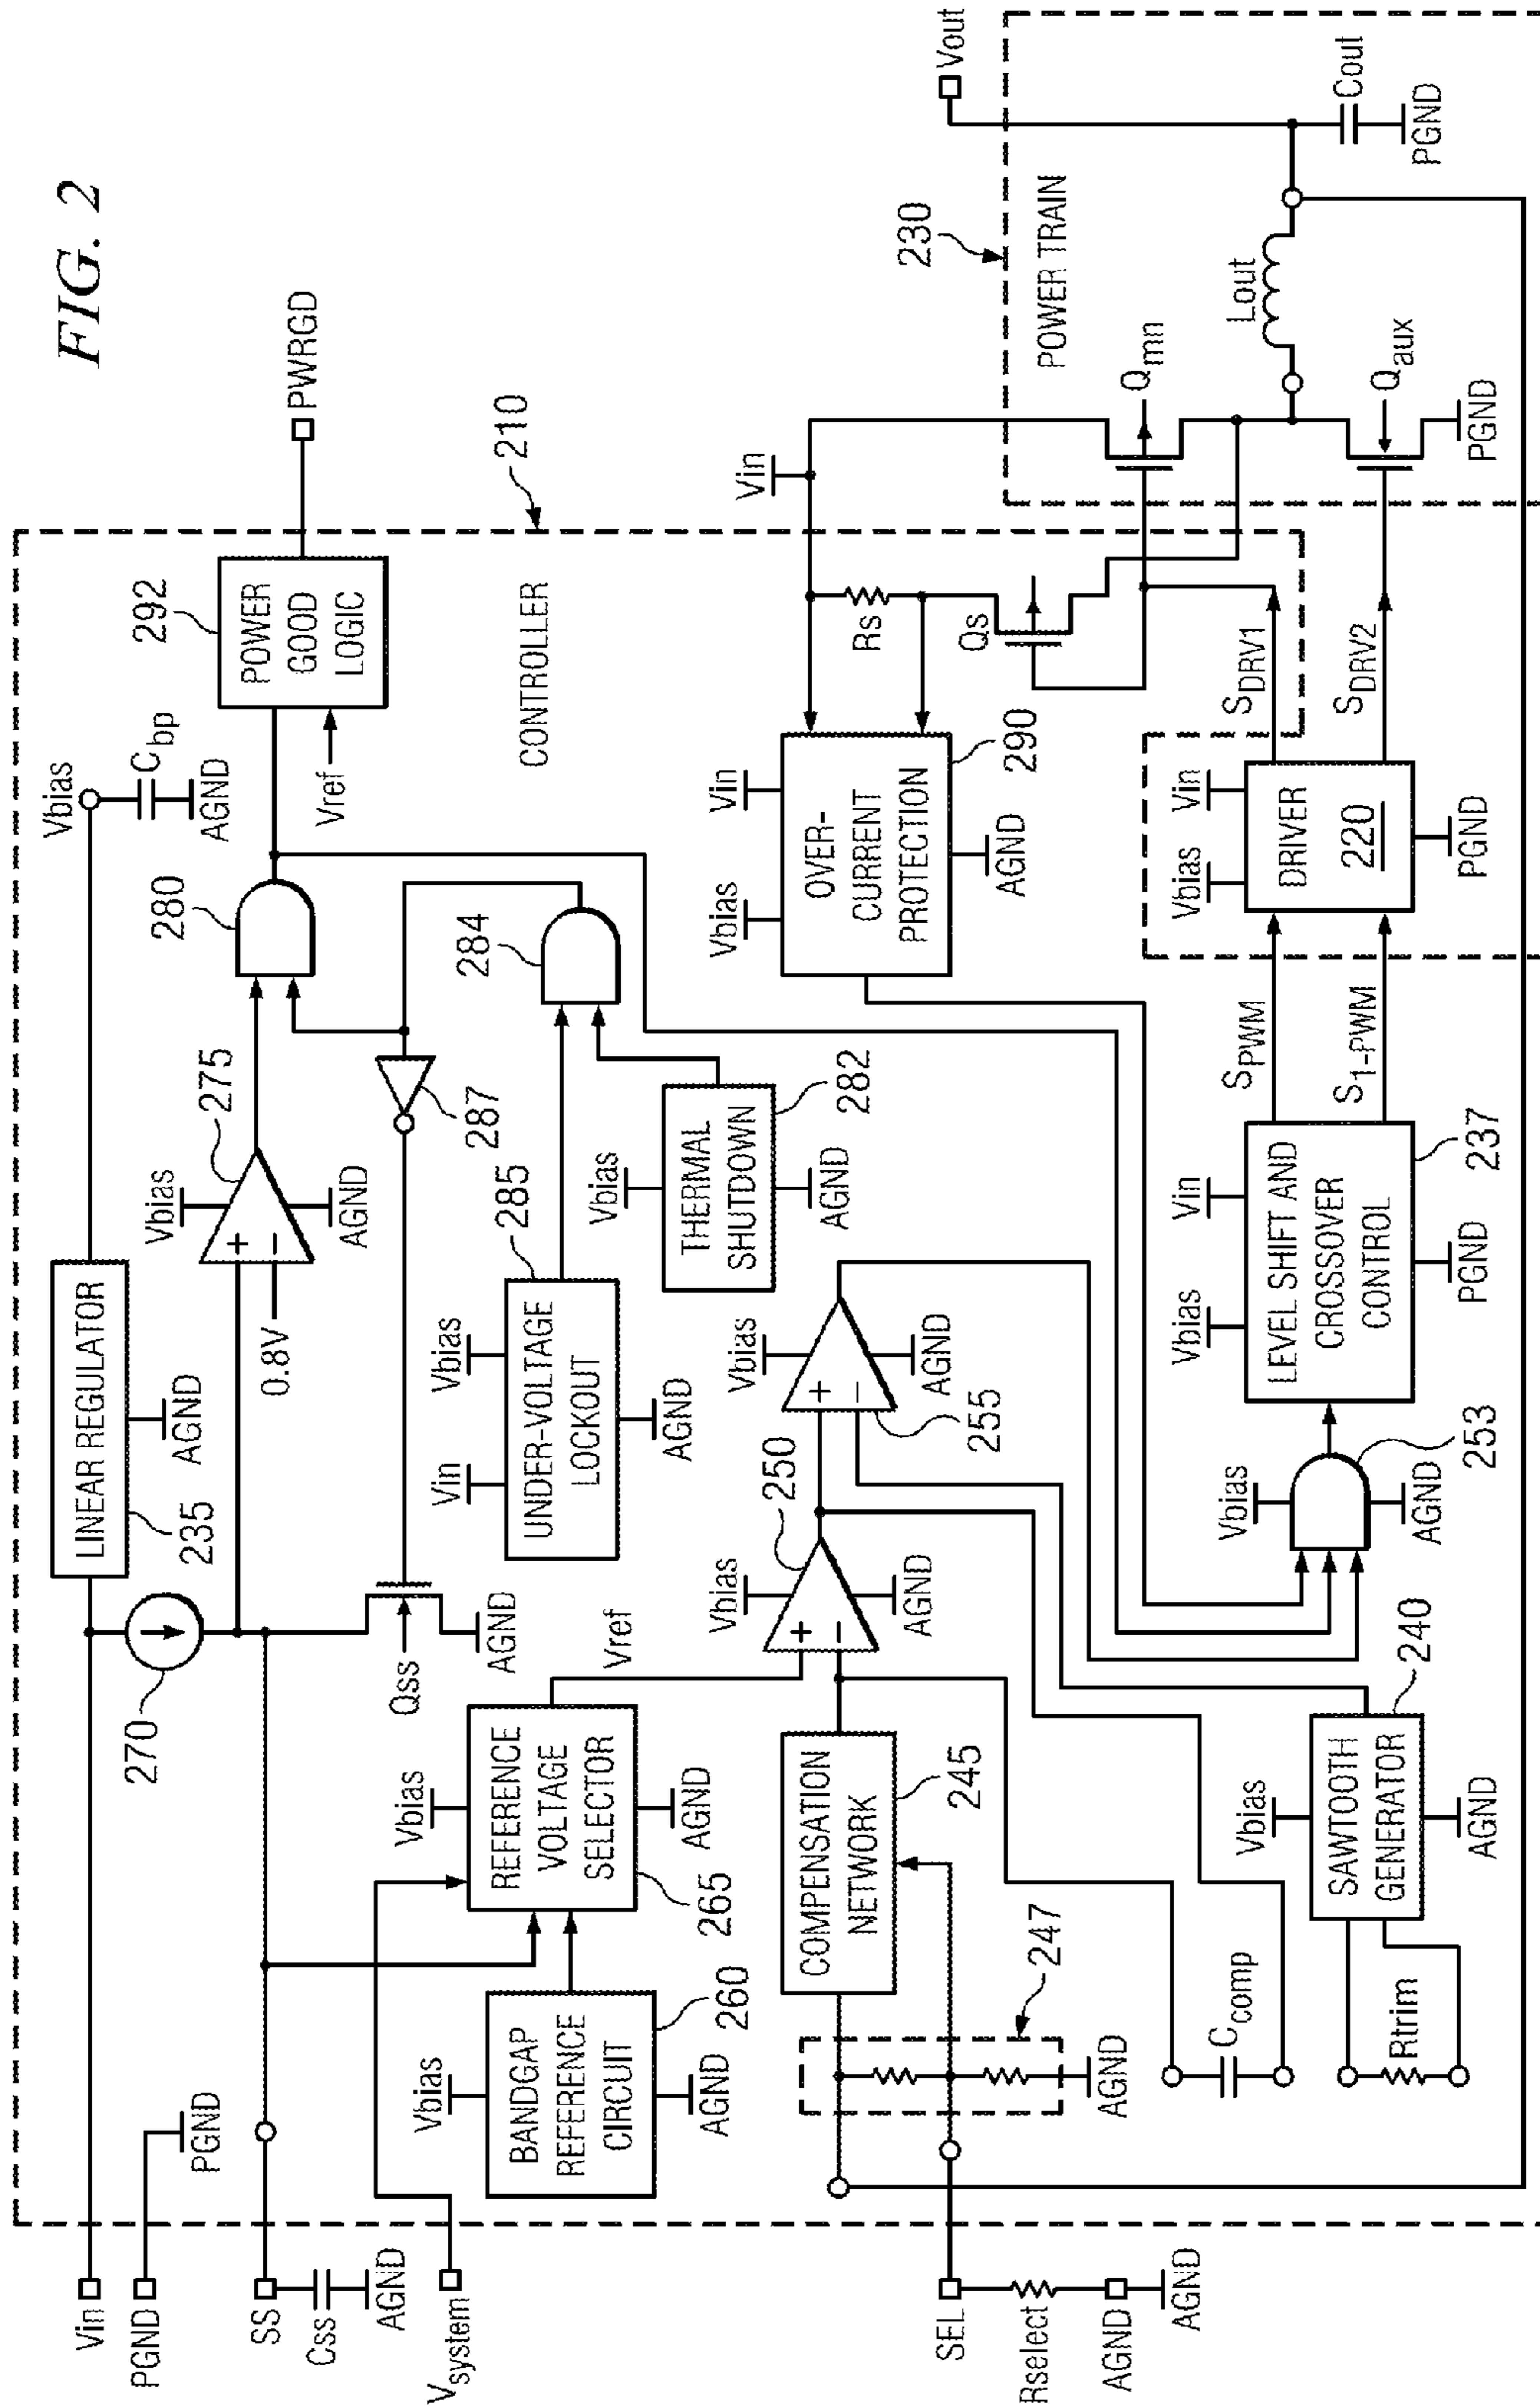 FIG. 2
Vin
PGND
PGND
SS
Css
AGND
Vsystem
SEL
Rselect
AGND
AGND
LINEAR REGULATOR
235
AGND
Vbias
Cbp
AGND
270
Vbias
275
+
−
0.8V
AGND
280
292
POWER
GOOD
LOGIC
Vref
PWRGD
210
CONTROLLER
Qss
AGND
287
284
Vin
Vbias
285
UNDER-VOLTAGE
LOCKOUT
AGND
Vbias
THERMAL
SHUTDOWN
282
AGND
Vbias
BANDGAP
REFERENCE
CIRCUIT
260
AGND
Vbias
REFERENCE
VOLTAGE
SELECTOR
265
AGND
Vref
COMPENSATION
NETWORK
245
247
AGND
Vbias
250
+
−
AGND
Vbias
255
+
−
AGND
Ccomp
Rtrim
Vbias
SAWTOOTH
GENERATOR
240
AGND
Vbias
253
AGND
Vbias
Vin
LEVEL SHIFT AND
CROSSOVER
CONTROL
237
PGND
SPWM
S1-PWM
Vbias
Vin
DRIVER
220
PGND
SDRV1
SDRV2
Vbias
Vin
OVER-
CURRENT
PROTECTION
290
AGND
Vin
Rs
Qs
230
POWER TRAIN
Qmn
Qaux
PGND
Lout
Vout
Cout
PGND